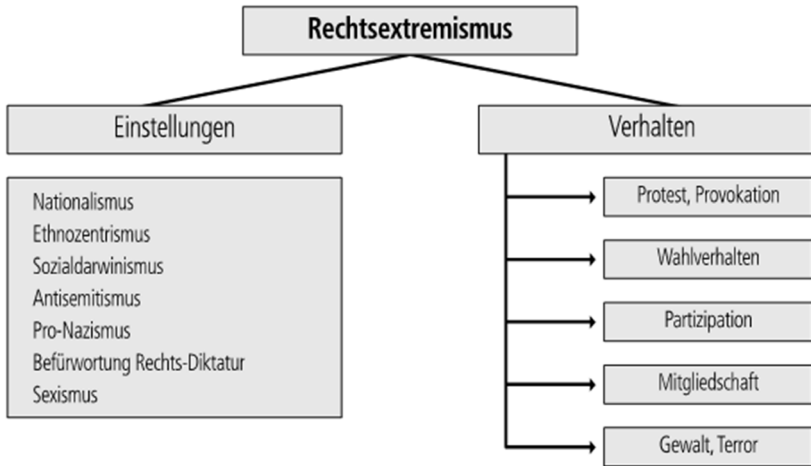 Rechtsextremismus
Einstellungen
Nationalismus
Ethnozentrismus
Sozialdarwinismus
Antisemitismus
Pro-Nazismus
Befürwortung Rechts-Diktatur
Sexismus
Verhalten
Protest, Provokation
Wahlverhalten
Partizipation
Mitgliedschaft
Gewalt, Terror